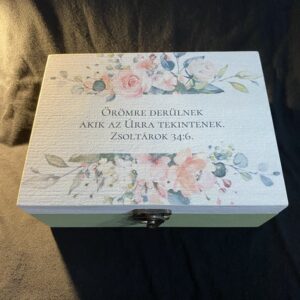 Örömre derülnek
akik az Úrra tekintenek.
Zsoltárok 34:6.